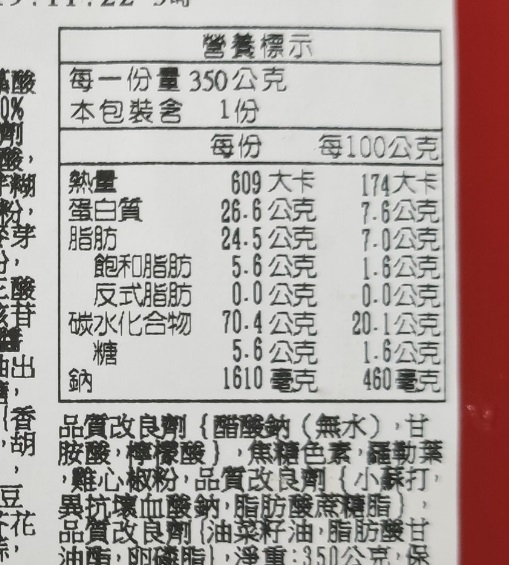 營養標示
每一份量 350公克
本包裝含 1份
每份 每100公克
熱量 609 大卡 174大卡
蛋白質 26.6 公克 7.6公克
脂肪 24.5 公克 7.0公克
飽和脂肪 5.6 公克 1.6公克
反式脂肪 0.0 公克 0.0公克
碳水化合物 70.4 公克 20.1公克
糖 5.6 公克 1.6公克
鈉 1610 毫克 460毫克
品質改良劑{醋酸鈉(無水),甘
胺酸,檸檬酸},焦糖色素,羅勒葉
,雞心椒粉,品質改良劑{小蘇打,
異抗壞血酸鈉,脂肪酸蔗糖脂},
品質改良劑{油菜籽油,脂肪酸甘
油酯,卵磷脂},淨重:350公克,保